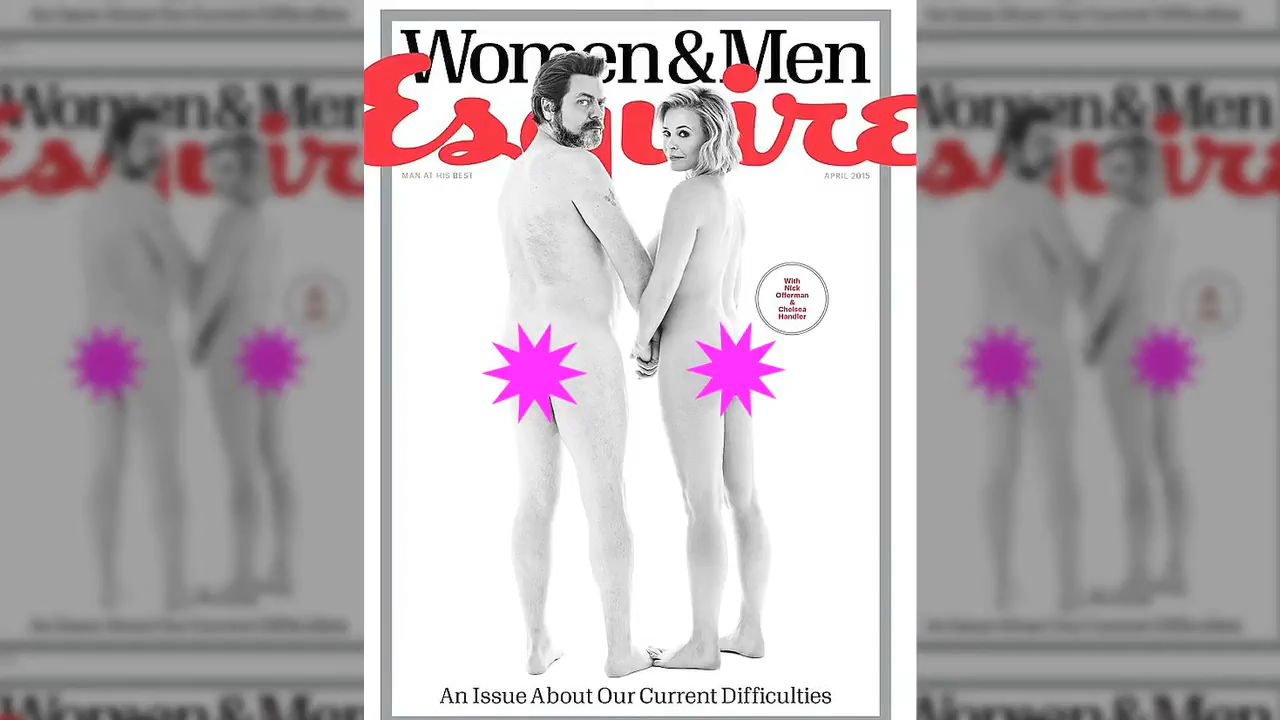 Women & Men
Esquire
MAN AT HIS BEST
APRIL 2015
With
Nick
Offerman
&
Chelsea
Handler
An Issue About Our Current Difficulties